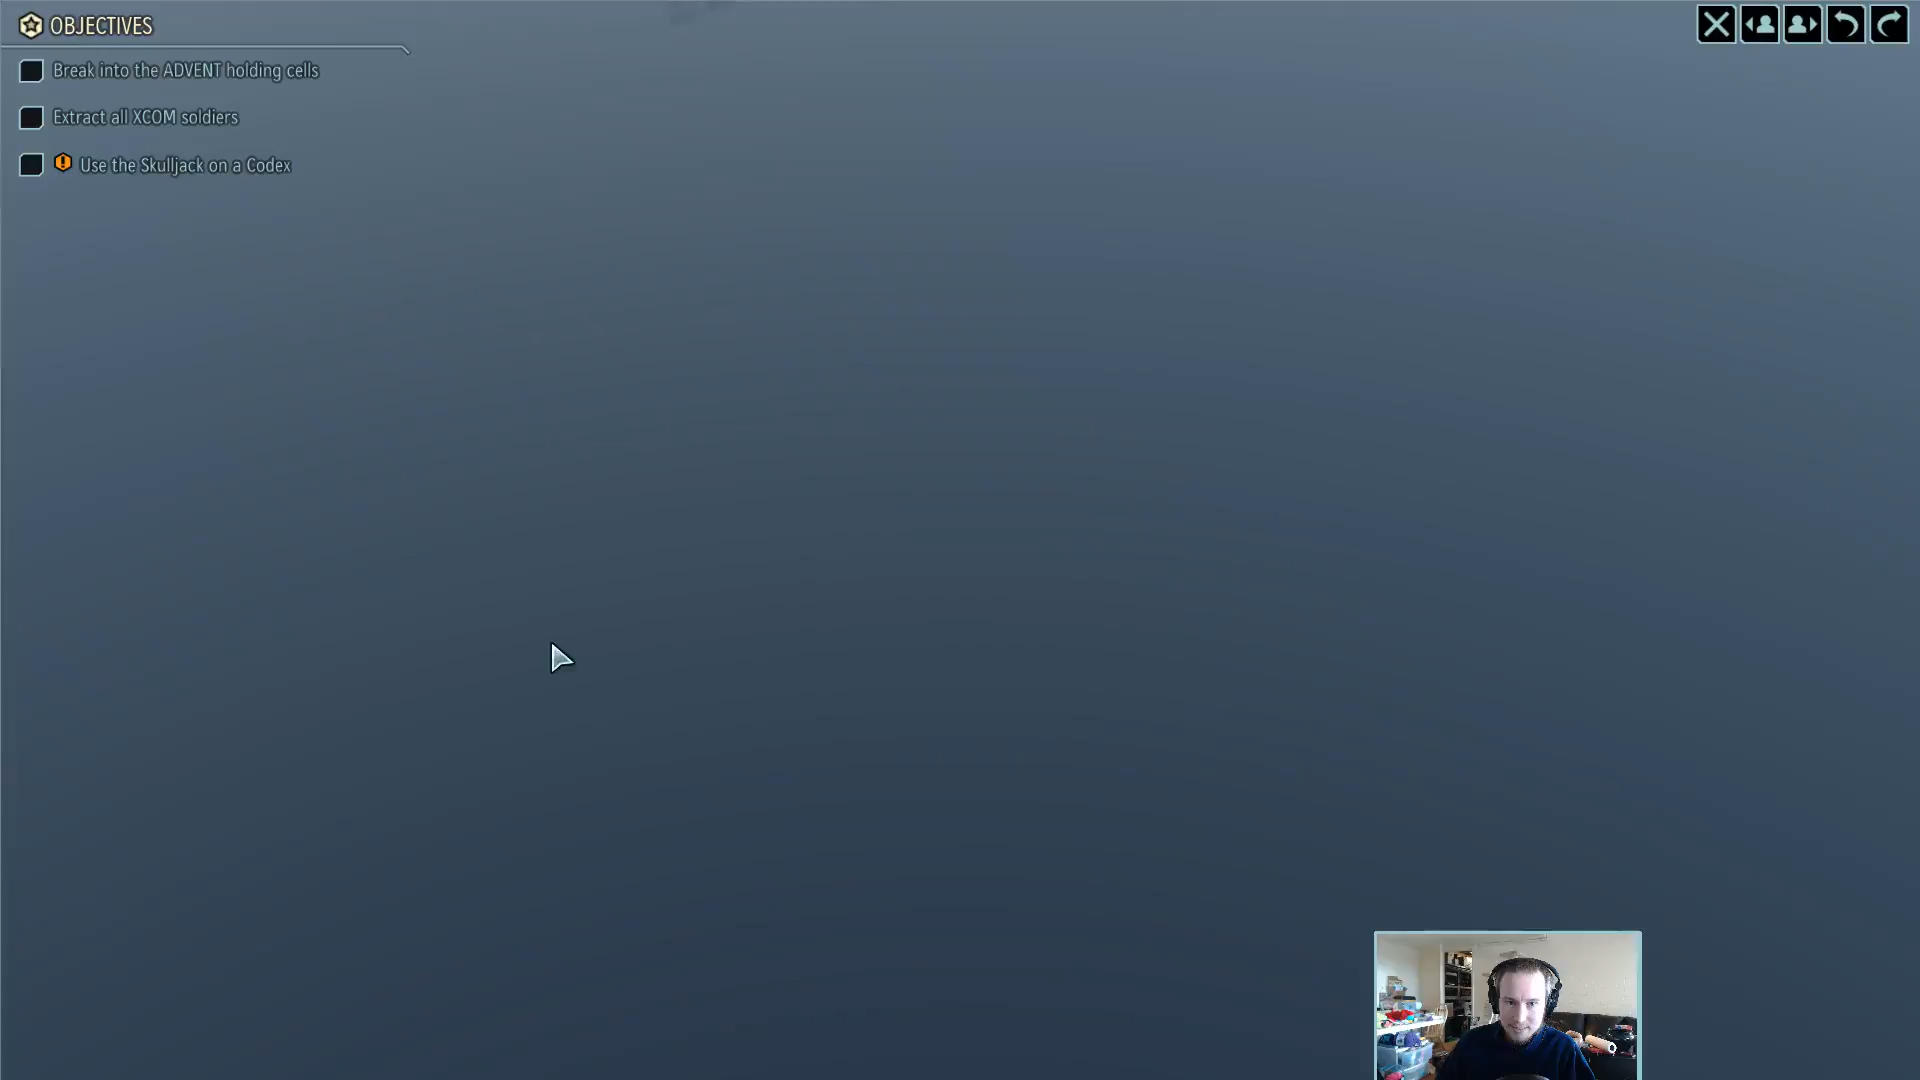 OBJECTIVES
Break into the ADVENT holding cells
Extract all XCOM soldiers
Use the Skulljack on a Codex